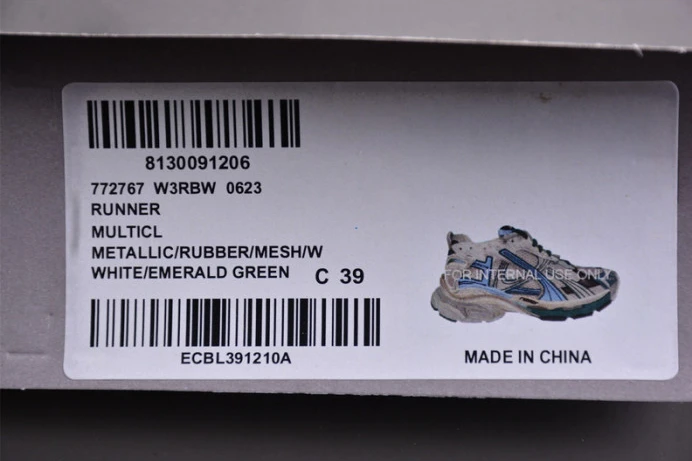 8130091206
772767 W3RBW 0623
RUNNER
MULTICL
METALLIC/RUBBER/MESH/W
WHITE/EMERALD GREEN C 39
FOR INTERNAL USE ONLY
ECBL391210A
MADE IN CHINA